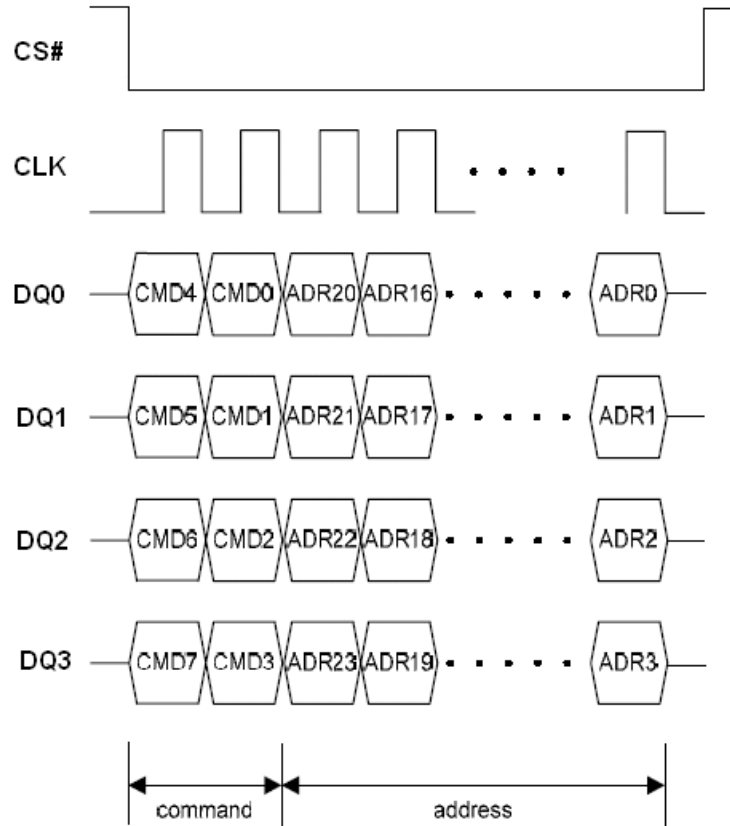 CS#
CLK
DQ0 CMD4 CMD0 ADR20 ADR16 ADR0
DQ1 CMD5 CMD1 ADR21 ADR17 ADR1
DQ2 CMD6 CMD2 ADR22 ADR18 ADR2
DQ3 CMD7 CMD3 ADR23 ADR19 ADR3
command address